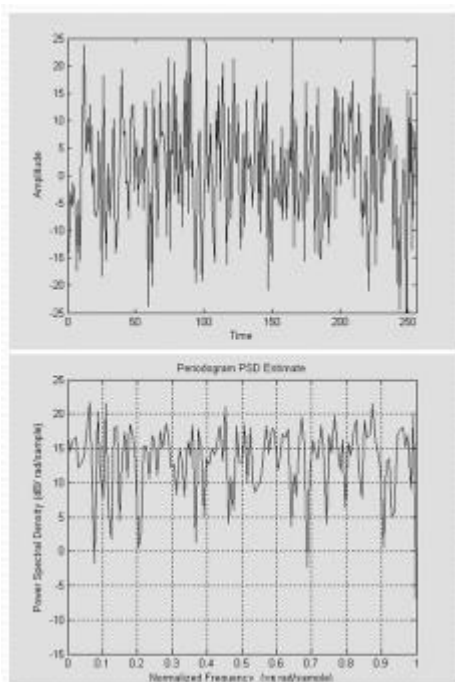 25
20
15
10
5
0
-5
-10
-15
-20
-25
Amplitude
0 50 100 150 200 250
Time
Periodogram PSD Estimate
25
20
15
10
5
0
-5
-10
-15
Power Spectral Density (dB/ rad/sample)
0 0.1 0.2 0.3 0.4 0.5 0.6 0.7 0.8 0.9 1
Normalized Frequency rad/sample)